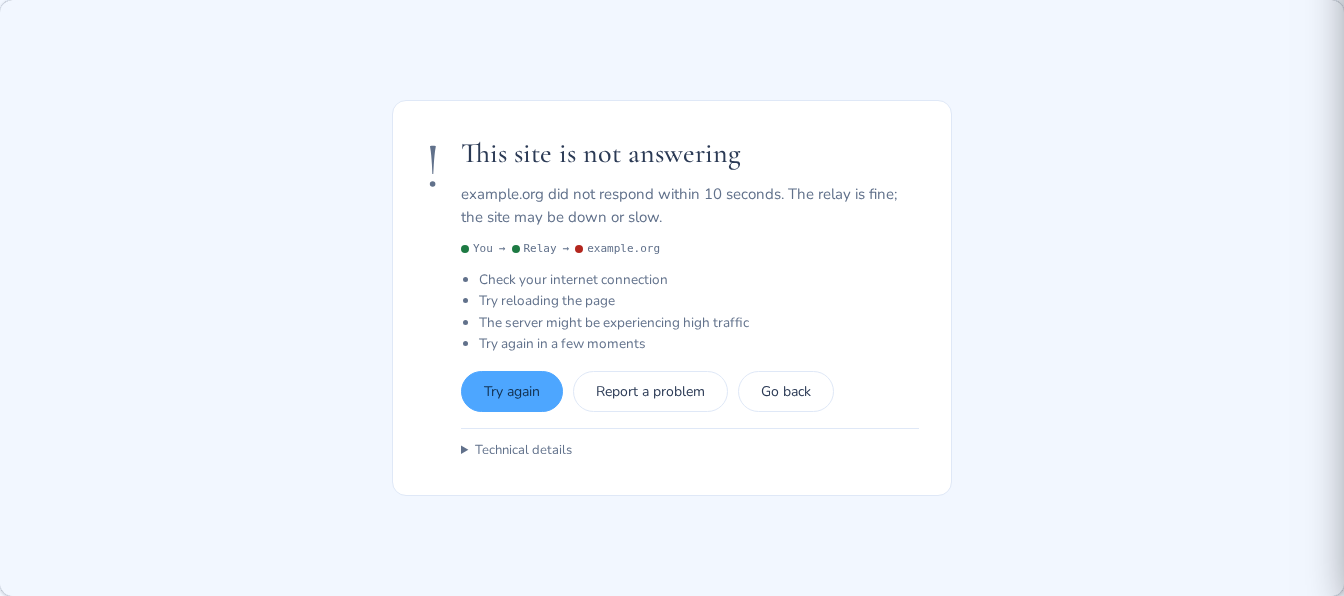 !
This site is not answering
example.org did not respond within 10 seconds. The relay is fine;
the site may be down or slow.
You → Relay → example.org
Check your internet connection
Try reloading the page
The server might be experiencing high traffic
Try again in a few moments
Try again Report a problem Go back
Technical details